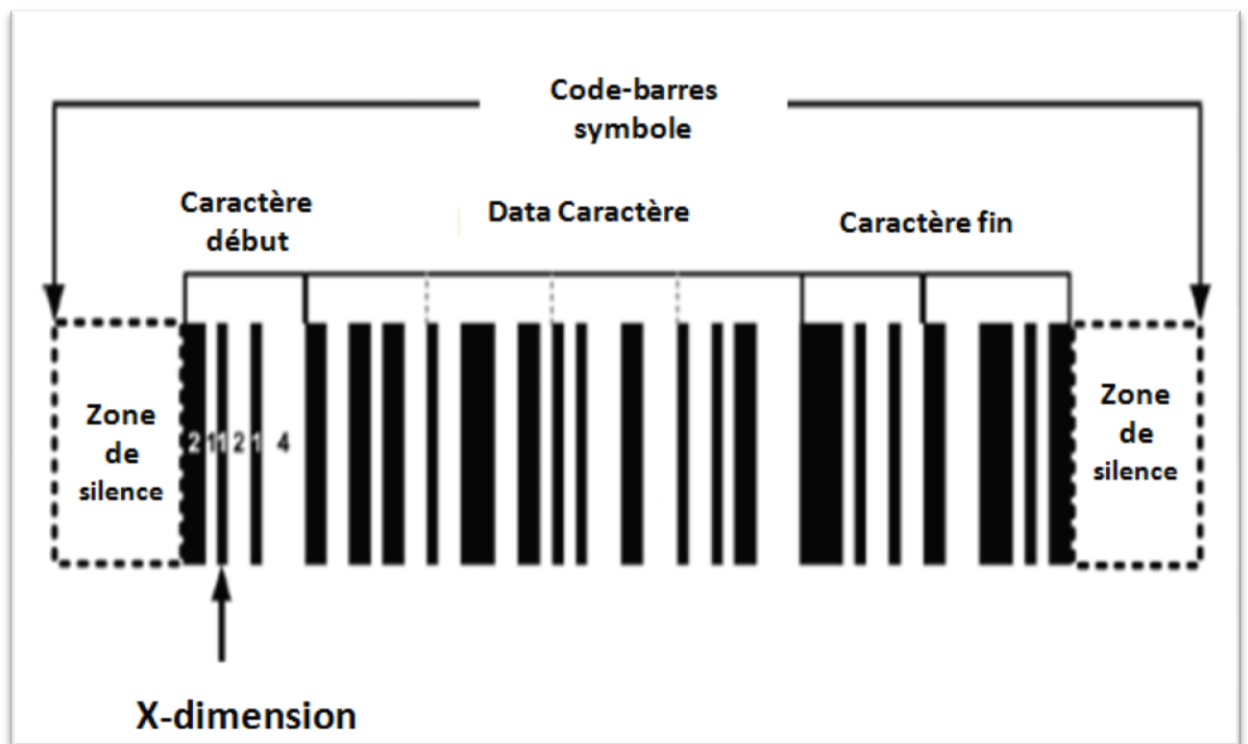 Code-barres
symbole
Caractère
début
Data Caractère
Caractère fin
Zone
de
silence
2 1 1 2 1 4
Zone
de
silence
X-dimension